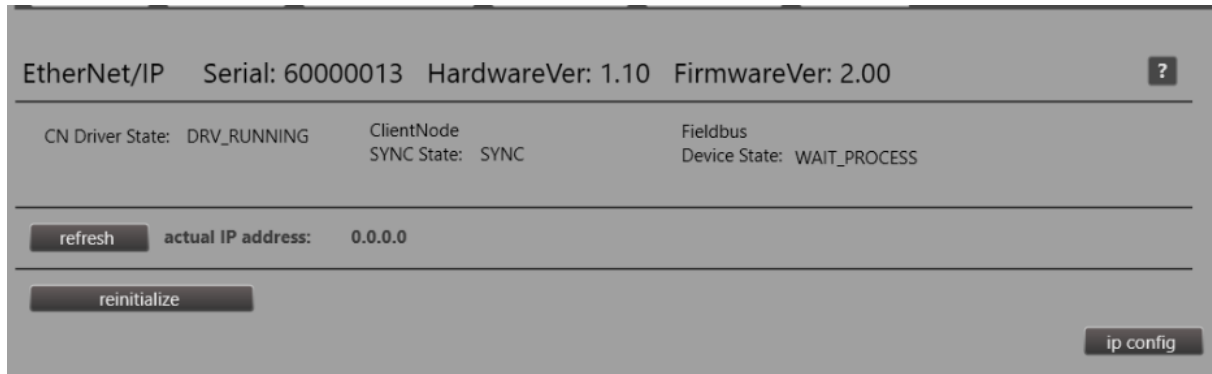 EtherNet/IP Serial: 60000013 HardwareVer: 1.10 FirmwareVer: 2.00 ?
CN Driver State: DRV_RUNNING
ClientNode
SYNC State: SYNC
Fieldbus
Device State: WAIT_PROCESS
refresh actual IP address: 0.0.0.0
reinitialize
ip config